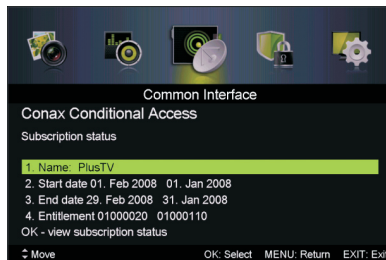 Common Interface
Conax Conditional Access
Subscription status
1. Name: PlusTV
2. Start date 01. Feb 2008 01. Jan 2008
3. End date 29. Feb 2008 31. Jan 2008
4. Entitlement 01000020 01000110
OK - view subscription status
Move OK: Select MENU: Return EXIT: Exit